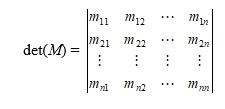 m₁₁ m₁₂ ⋯ m₁ₙ
det(M) = m₂₁ m₂₂ ⋯ m₂ₙ
⋮ ⋮ ⋮ ⋮
mₙ₁ mₙ₂ ⋯ mₙₙ